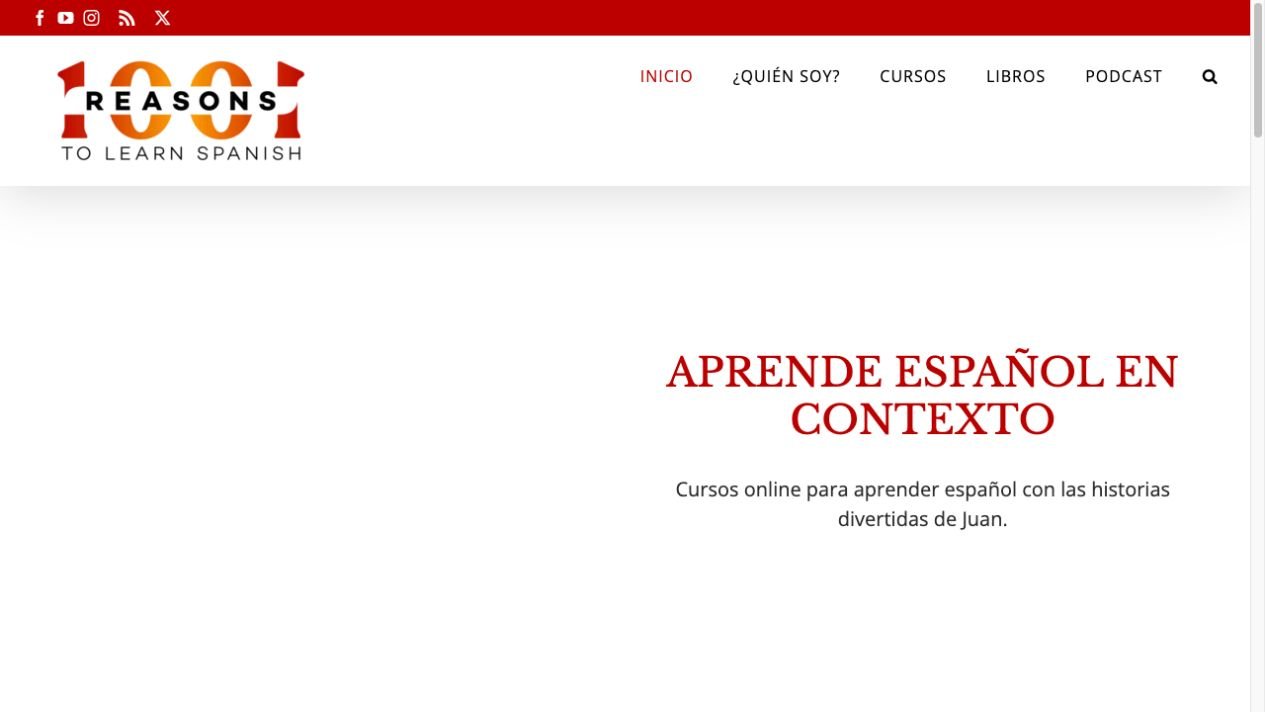 1001
REASONS
TO LEARN SPANISH
INICIO
¿QUIÉN SOY?
CURSOS
LIBROS
PODCAST
APRENDE ESPAÑOL EN
CONTEXTO
Cursos online para aprender español con las historias
divertidas de Juan.